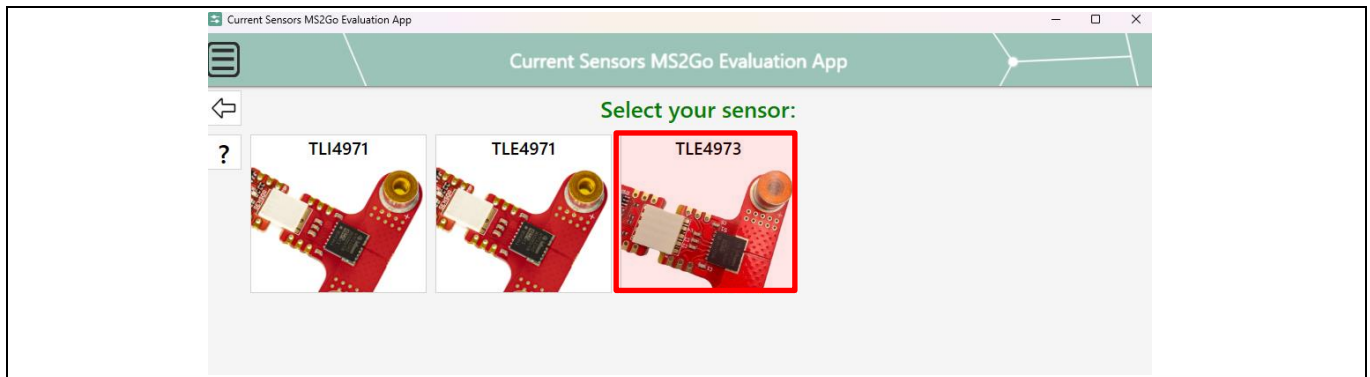 Current Sensors MS2Go Evaluation App
Current Sensors MS2Go Evaluation App
Select your sensor:
?
TLI4971
TLE4971
TLE4973